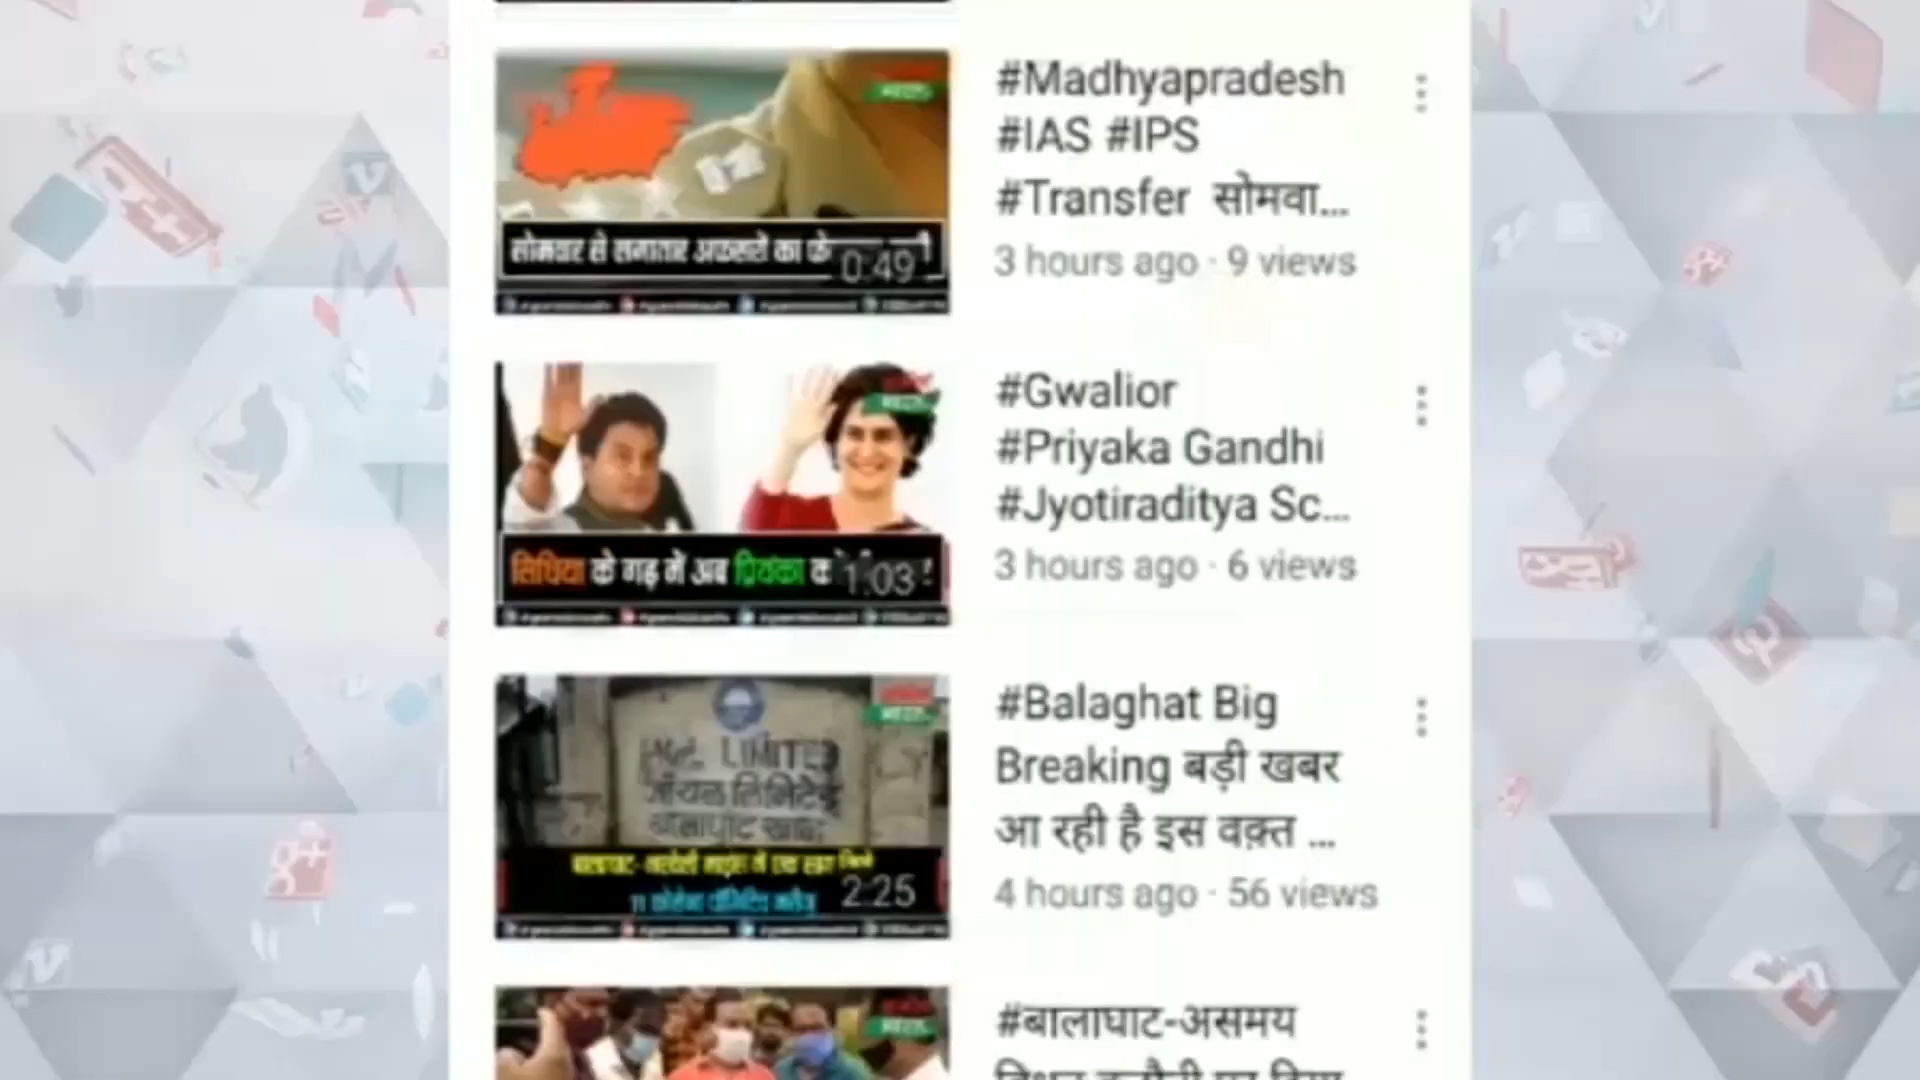 #Madhyapradesh
#IAS #IPS
#Transfer सोमवा...
3 hours ago · 9 views
सोमवार से लगातार अफसरों का
0:49
#Gwalior
#Priyaka Gandhi
#Jyotiraditya Sc...
3 hours ago · 6 views
सिंधिया के गढ़ में अब प्रियंका
1:03
#Balaghat Big
Breaking बड़ी खबर
आ रही है इस वक़्त ...
4 hours ago · 56 views
LIMITED
लिमिटेड
बालाघाट
2:25
#बालाघाट-असमय